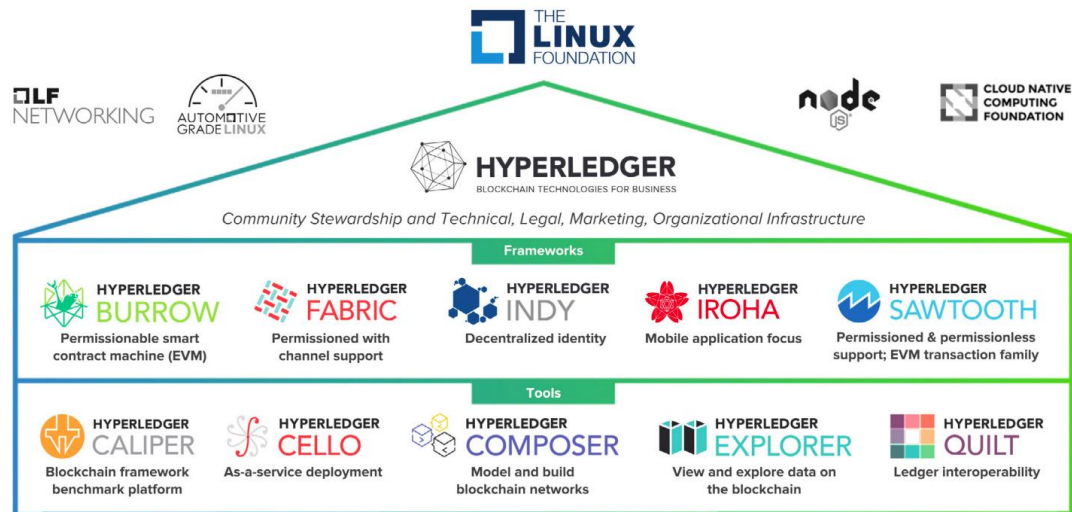 THE
LINUX
FOUNDATION
LF
NETWORKING
AUTOMOTIVE
GRADE LINUX
node
JS
CLOUD NATIVE
COMPUTING
FOUNDATION
HYPERLEDGER
BLOCKCHAIN TECHNOLOGIES FOR BUSINESS
Community Stewardship and Technical, Legal, Marketing, Organizational Infrastructure
Frameworks
HYPERLEDGER
BURROW
Permissionable smart
contract machine (EVM)
HYPERLEDGER
FABRIC
Permissioned with
channel support
HYPERLEDGER
INDY
Decentralized identity
HYPERLEDGER
IROHA
Mobile application focus
HYPERLEDGER
SAWTOOTH
Permissioned & permissionless
support; EVM transaction family
Tools
HYPERLEDGER
CALIPER
Blockchain framework
benchmark platform
HYPERLEDGER
CELLO
As-a-service deployment
HYPERLEDGER
COMPOSER
Model and build
blockchain networks
HYPERLEDGER
EXPLORER
View and explore data on
the blockchain
HYPERLEDGER
QUILT
Ledger interoperability